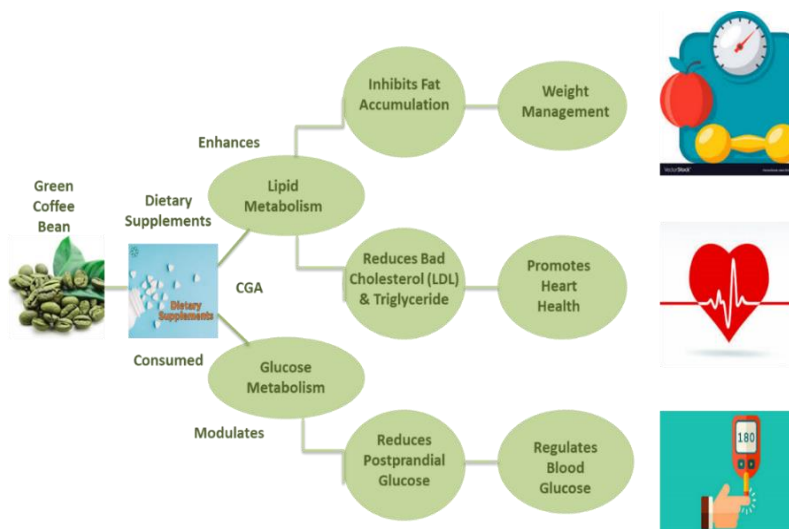 Green
Coffee
Bean
Dietary
Supplements
Dietary
Supplements
Consumed
CGA
Enhances
Lipid
Metabolism
Inhibits Fat
Accumulation
Weight
Management
Reduces Bad
Cholesterol (LDL)
& Triglyceride
Promotes
Heart
Health
Glucose
Metabolism
Modulates
Reduces
Postprandial
Glucose
Regulates
Blood
Glucose
VectorStock
180